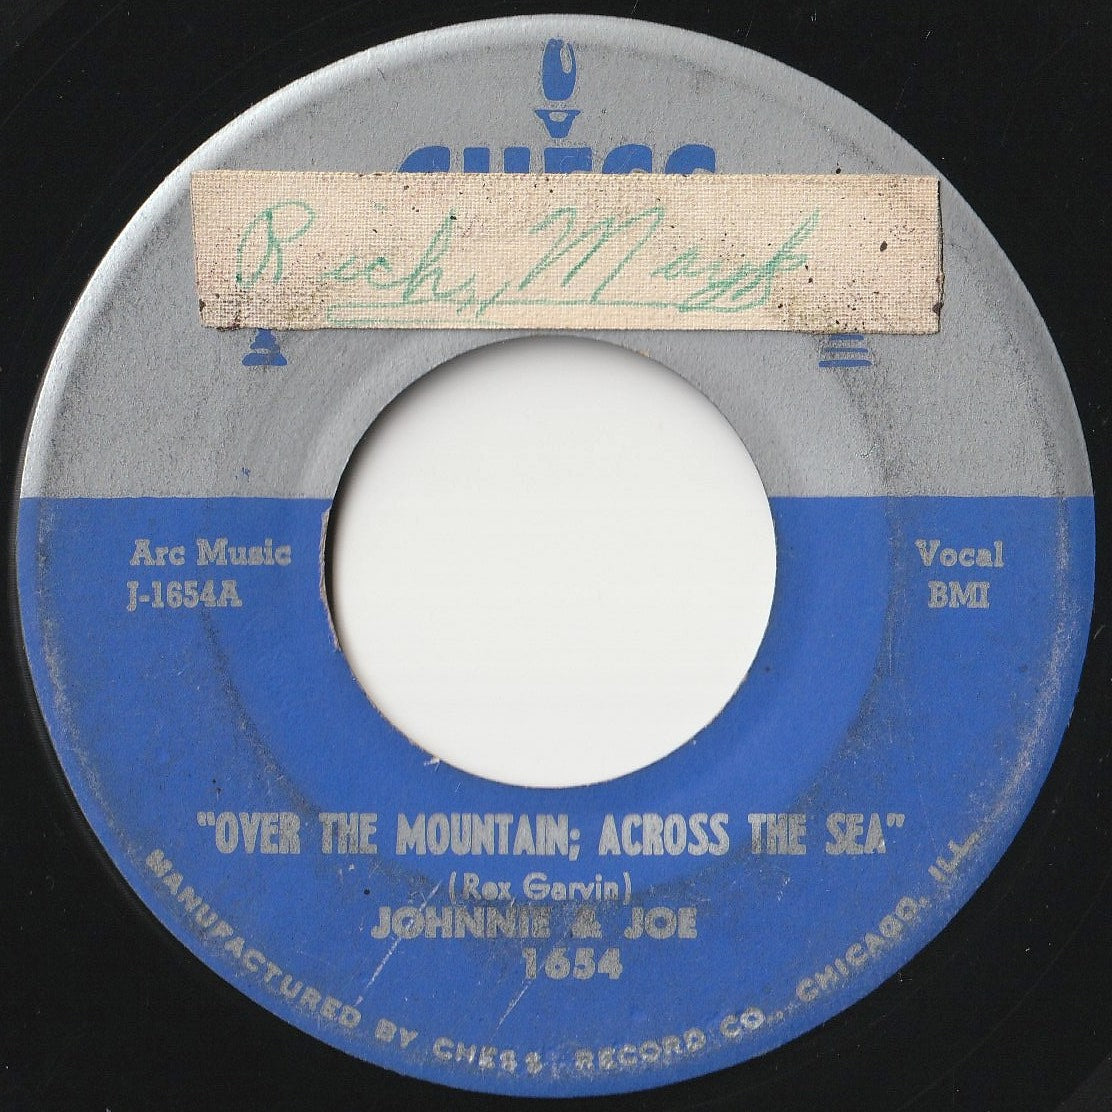 CHESS
Rich,
Arc Music
J-1654A
Vocal
BMI
"OVER THE MOUNTAIN; ACROSS THE SEA"
(Rex Garvin)
JOHNNIE & JOE
1654
MANUFACTURED BY CHESS RECORD CO., CHICAGO, ILL.